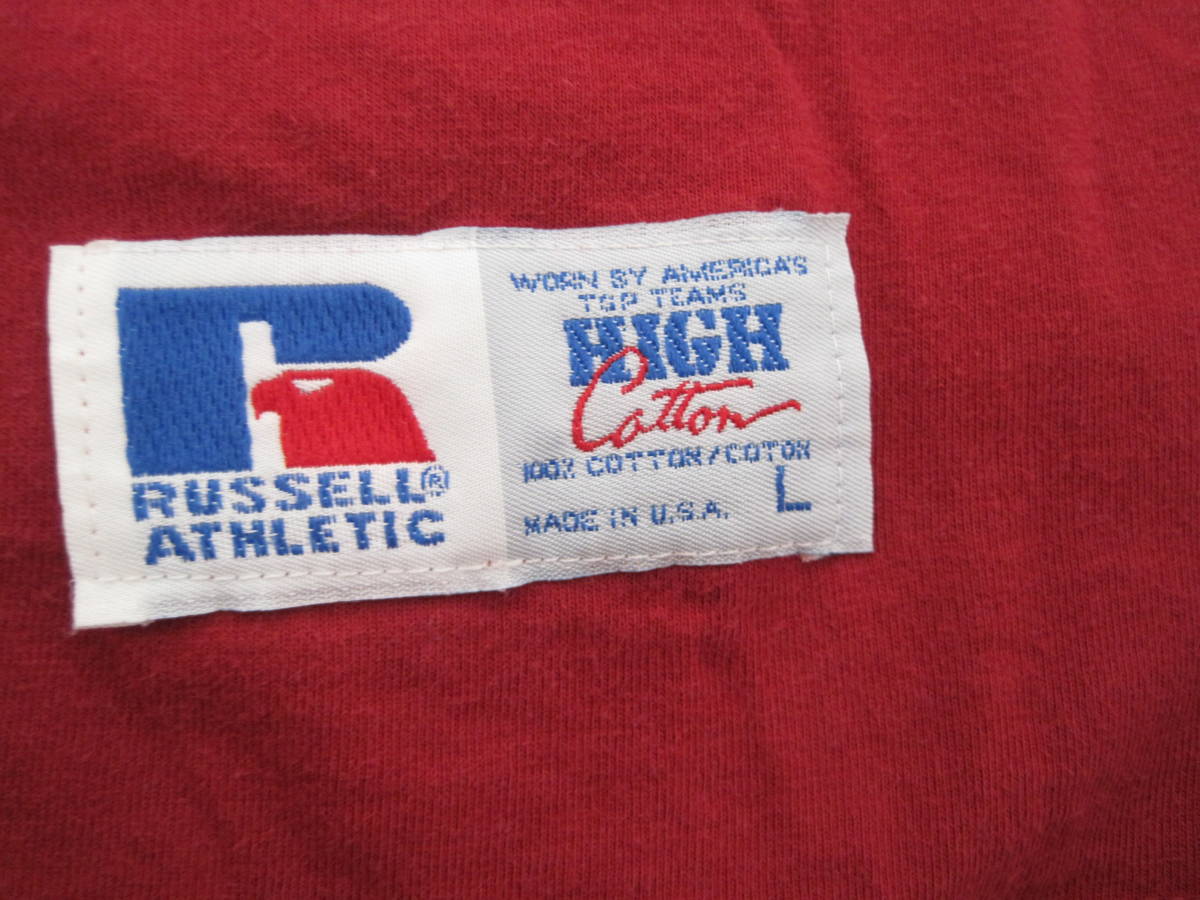 R
RUSSELL®
ATHLETIC
WORN BY AMERICA'S
TOP TEAMS
HIGH
Cotton
100% COTTON/COTON
MADE IN U.S.A. L